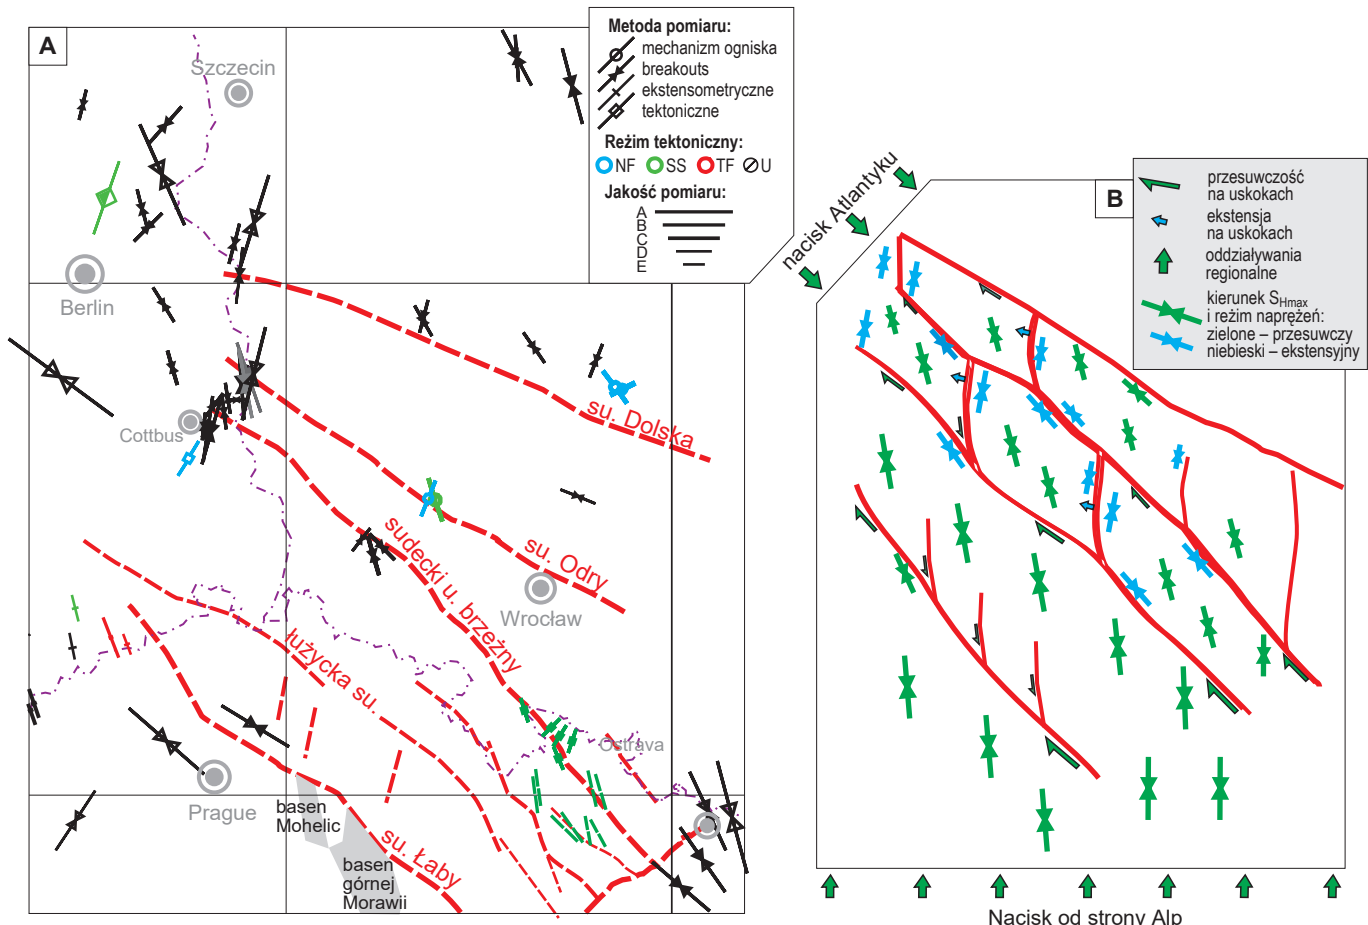 A
Szczecin
Berlin
Cottbus
su. Dolska
su. Odry
sudecki u. brzeżny
Wrocław
łużycka su.
Ostrava
Prague
basen
Mohelic
su. Łaby
basen
górnej
Morawii
Metoda pomiaru:
mechanizm ogniska
breakouts
ekstensometryczne
tektoniczne
Reżim tektoniczny:
NF SS TF U
Jakość pomiaru:
A
B
C
D
E
nacisk Atlantyku
B
przesuwczość
na uskokach
ekstensja
na uskokach
oddziaływania
regionalne
kierunek SHmax
i reżim naprężeń:
zielone – przesuwczy
niebieski – ekstensyjny
Nacisk od strony Alp